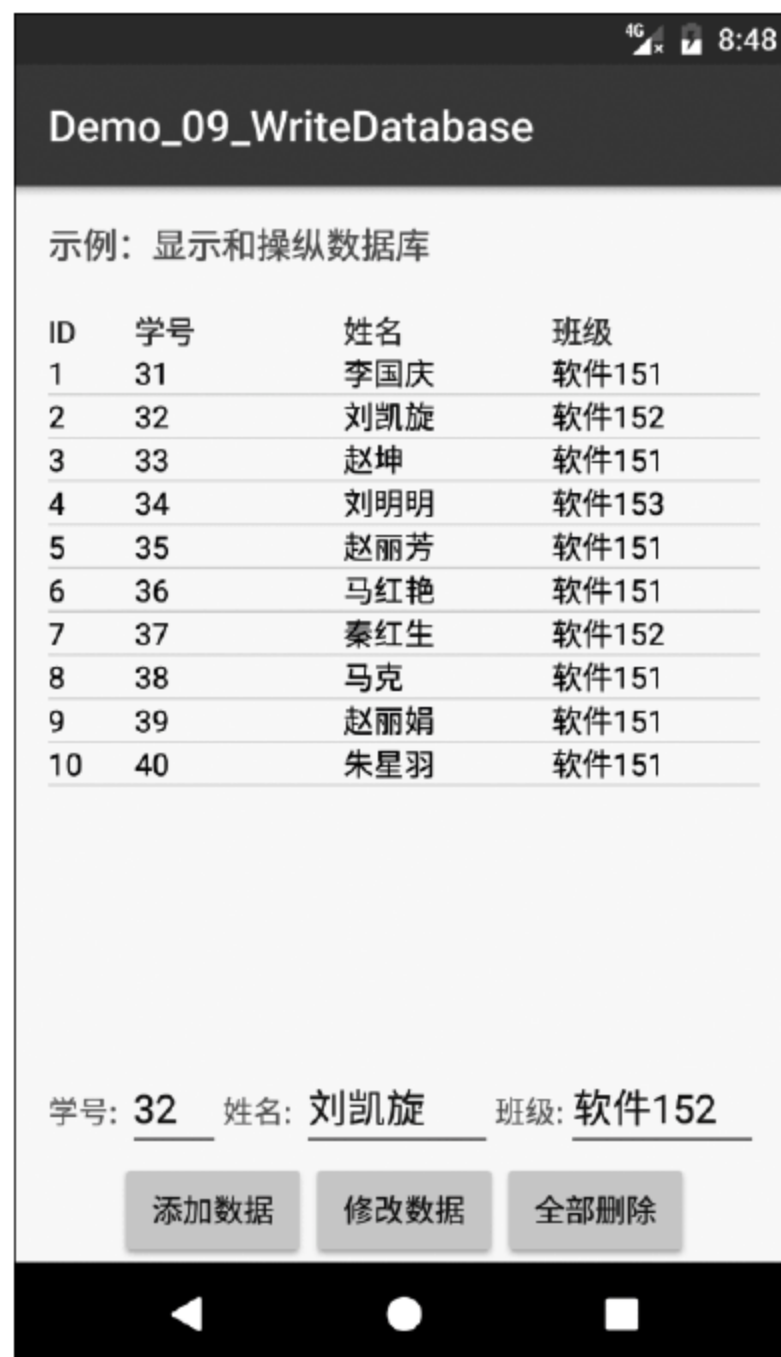 4G 8:48
Demo_09_WriteDatabase
示例：显示和操纵数据库
ID 学号 姓名 班级
1 31 李国庆 软件151
2 32 刘凯旋 软件152
3 33 赵坤 软件151
4 34 刘明明 软件153
5 35 赵丽芳 软件151
6 36 马红艳 软件151
7 37 秦红生 软件152
8 38 马克 软件151
9 39 赵丽娟 软件151
10 40 朱星羽 软件151
学号: 32 姓名: 刘凯旋 班级: 软件152
添加数据 修改数据 全部删除